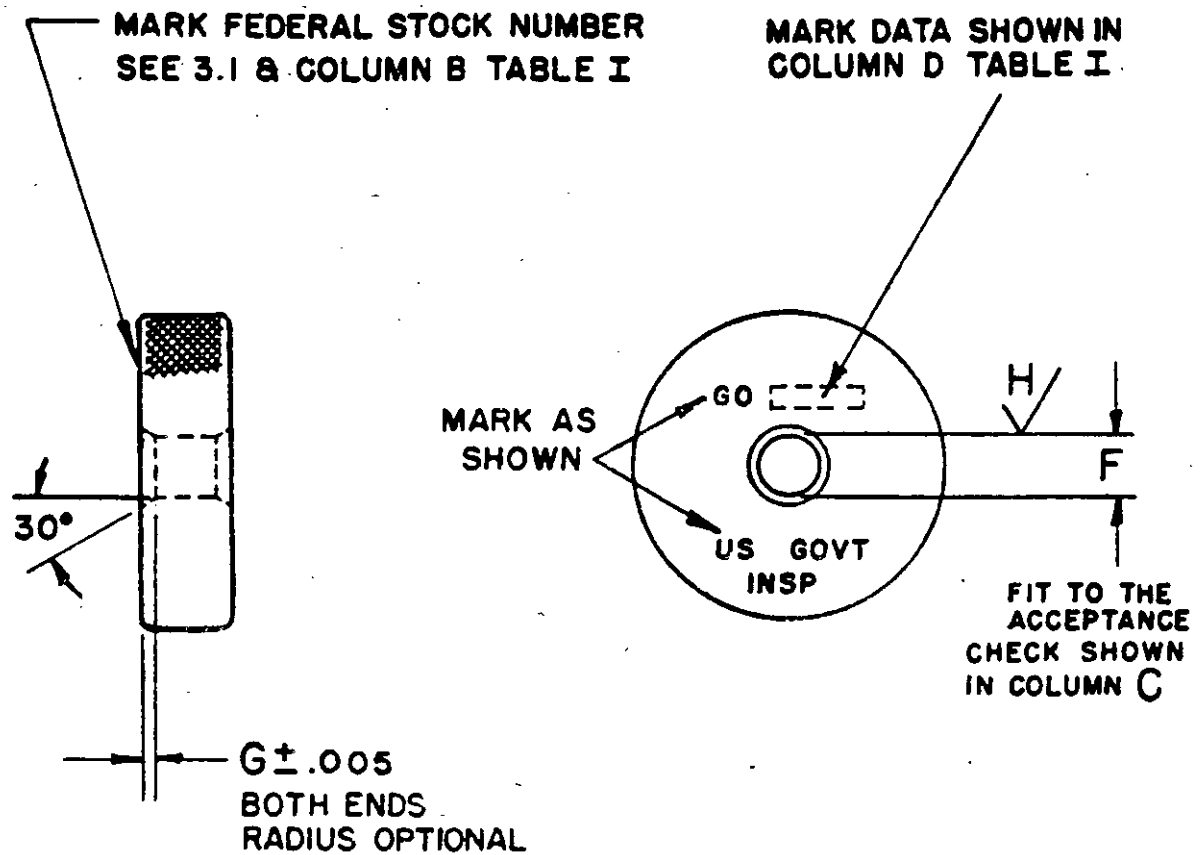 MARK FEDERAL STOCK NUMBER
SEE 3.1 & COLUMN B TABLE I
MARK DATA SHOWN IN
COLUMN D TABLE I
GO
MARK AS
SHOWN
H
F
30°
US GOVT
INSP
FIT TO THE
ACCEPTANCE
CHECK SHOWN
IN COLUMN C
G±.005
BOTH ENDS
RADIUS OPTIONAL